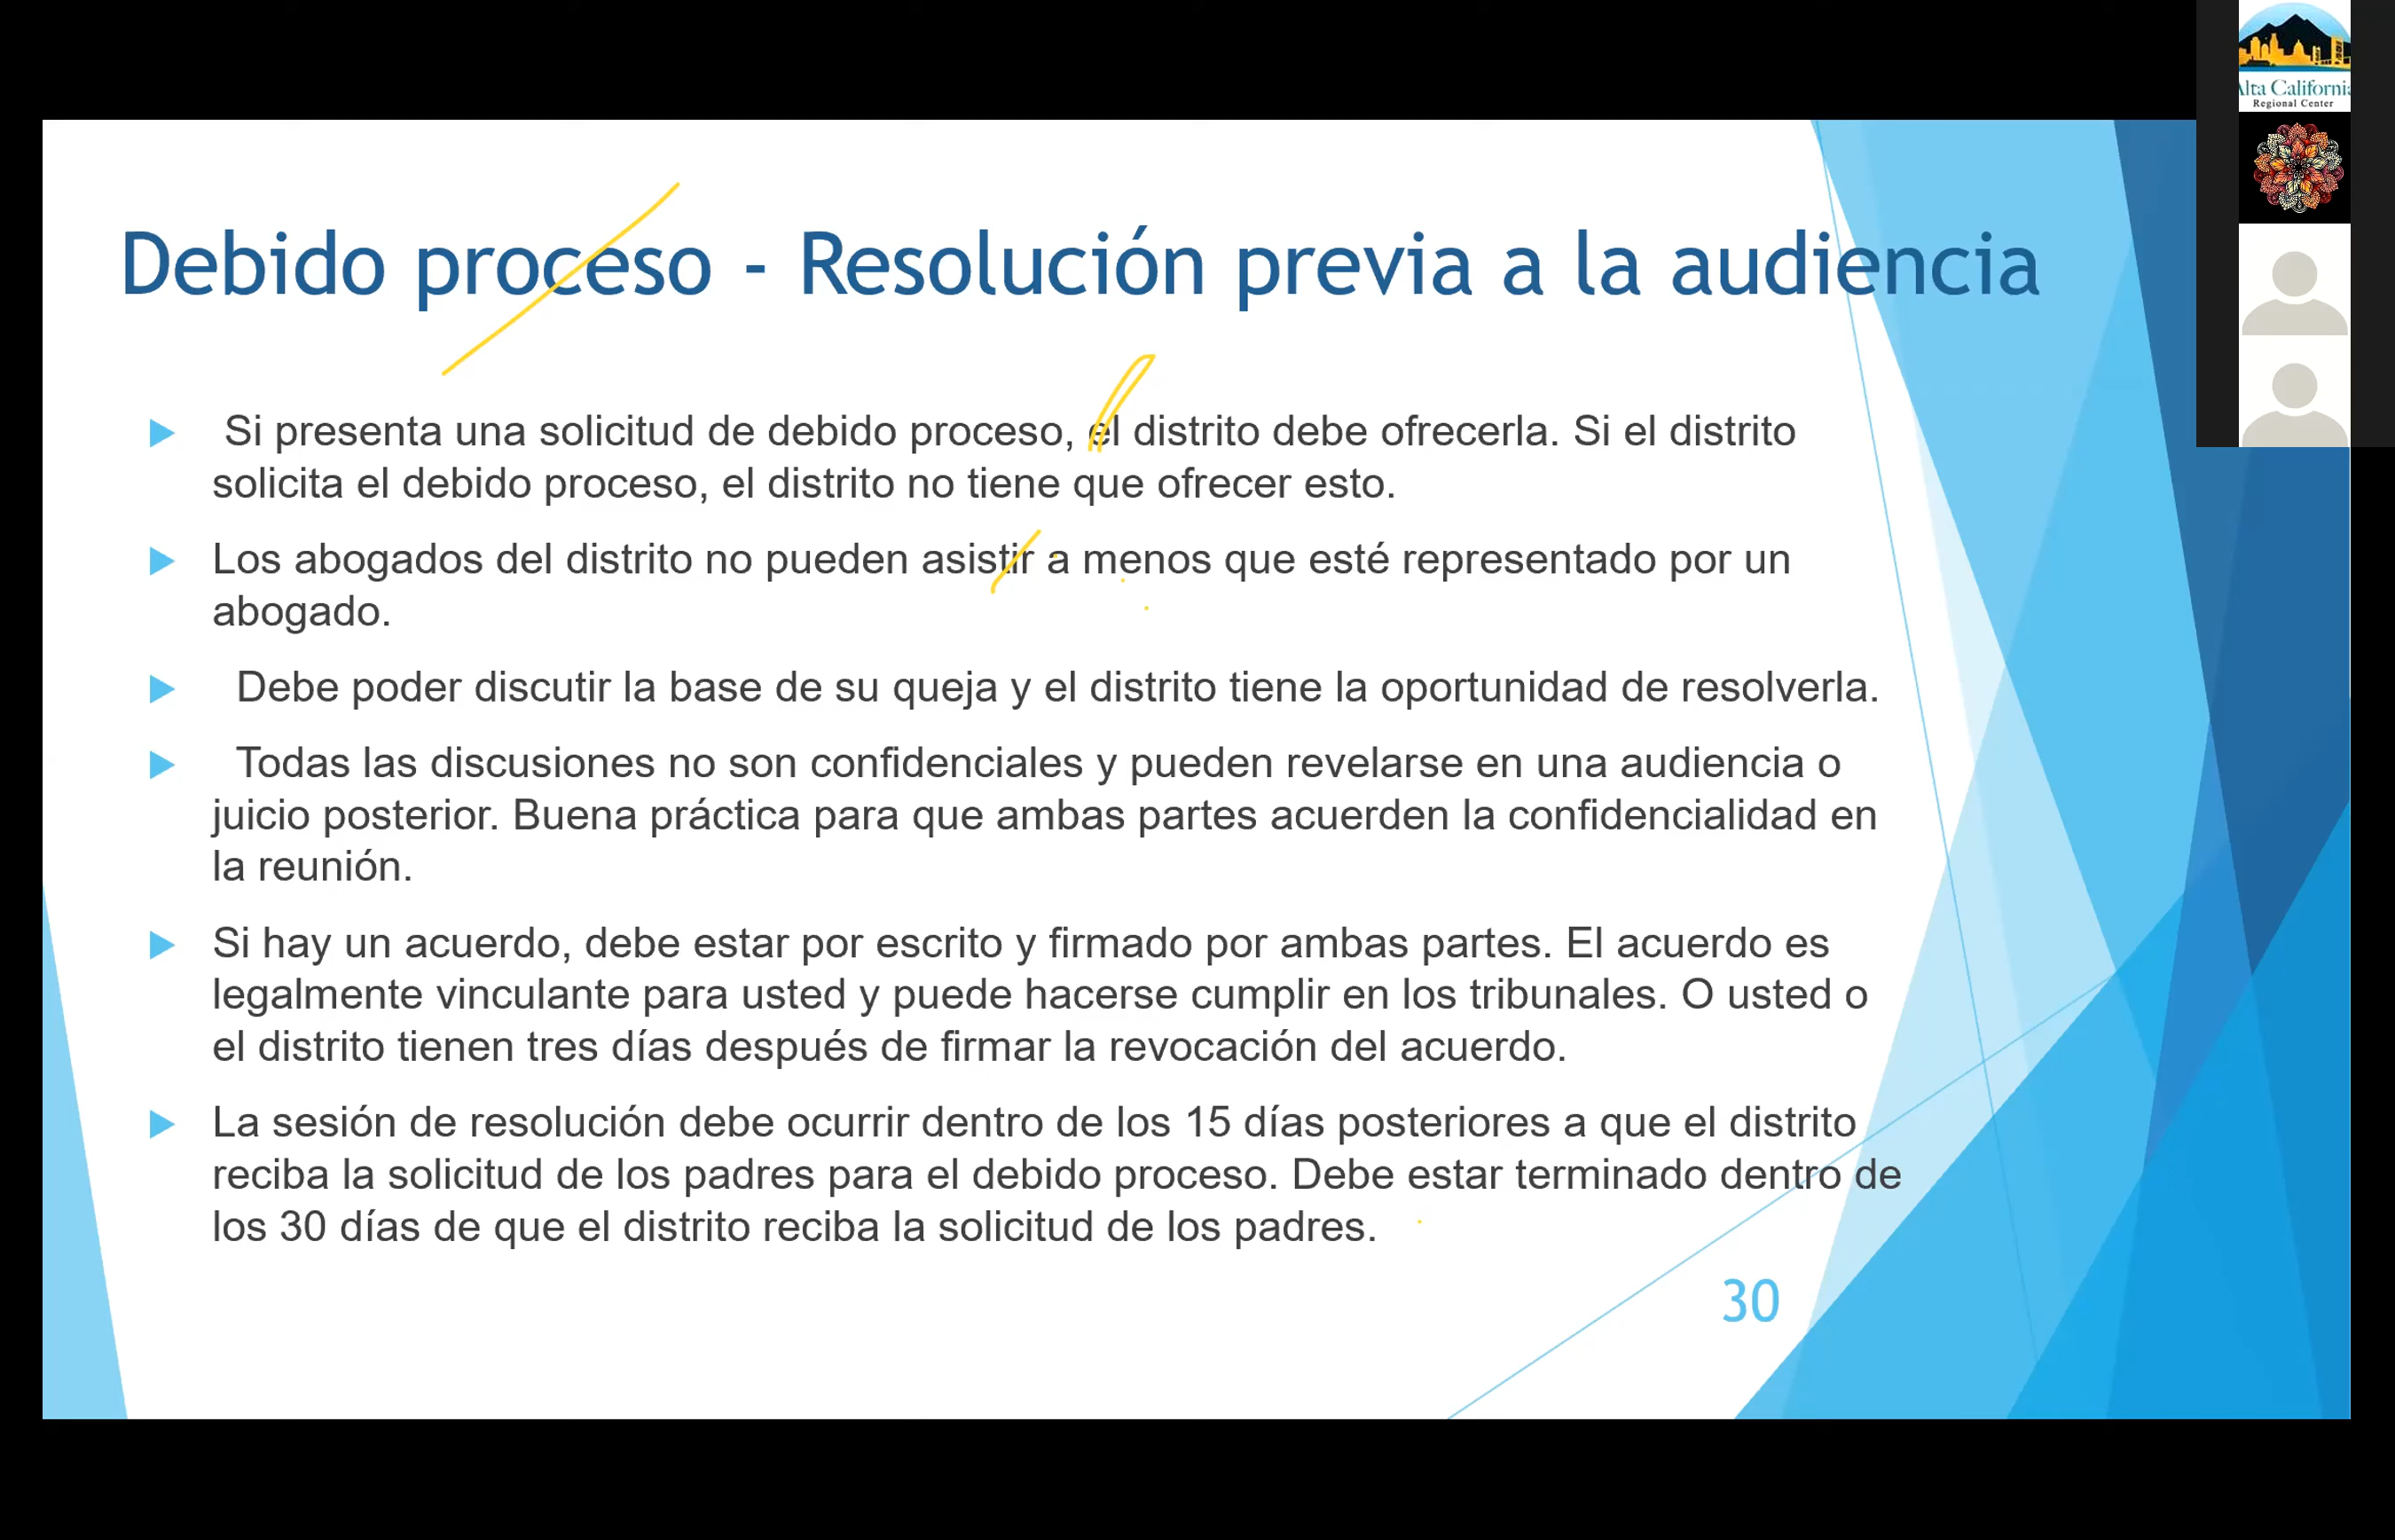 Alta California
Regional Center
Debido proceso - Resolución previa a la audiencia
Si presenta una solicitud de debido proceso, el distrito debe ofrecerla. Si el distrito
solicita el debido proceso, el distrito no tiene que ofrecer esto.
Los abogados del distrito no pueden asistir a menos que esté representado por un
abogado.
Debe poder discutir la base de su queja y el distrito tiene la oportunidad de resolverla.
Todas las discusiones no son confidenciales y pueden revelarse en una audiencia o
juicio posterior. Buena práctica para que ambas partes acuerden la confidencialidad en
la reunión.
Si hay un acuerdo, debe estar por escrito y firmado por ambas partes. El acuerdo es
legalmente vinculante para usted y puede hacerse cumplir en los tribunales. O usted o
el distrito tienen tres días después de firmar la revocación del acuerdo.
La sesión de resolución debe ocurrir dentro de los 15 días posteriores a que el distrito
reciba la solicitud de los padres para el debido proceso. Debe estar terminado dentro de
los 30 días de que el distrito reciba la solicitud de los padres.
30